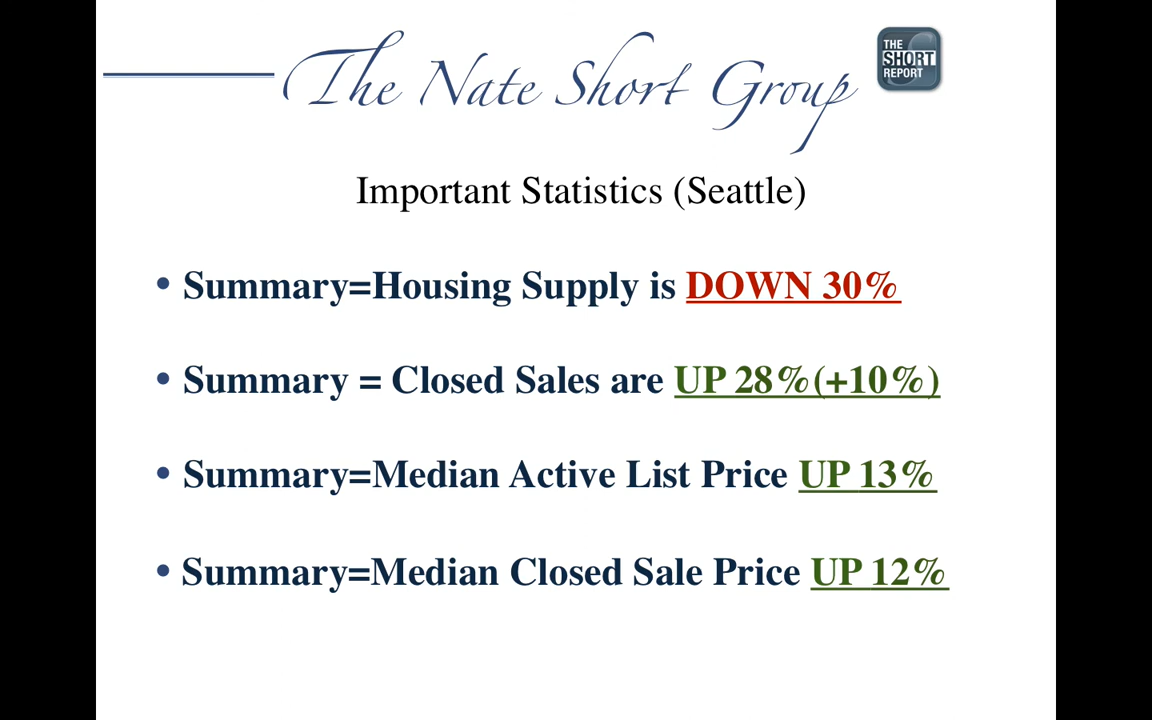 The Nate Short Group
THE
SHORT
REPORT
Important Statistics (Seattle)
• Summary=Housing Supply is DOWN 30%
• Summary = Closed Sales are UP 28%(+10%)
• Summary=Median Active List Price UP 13%
• Summary=Median Closed Sale Price UP 12%